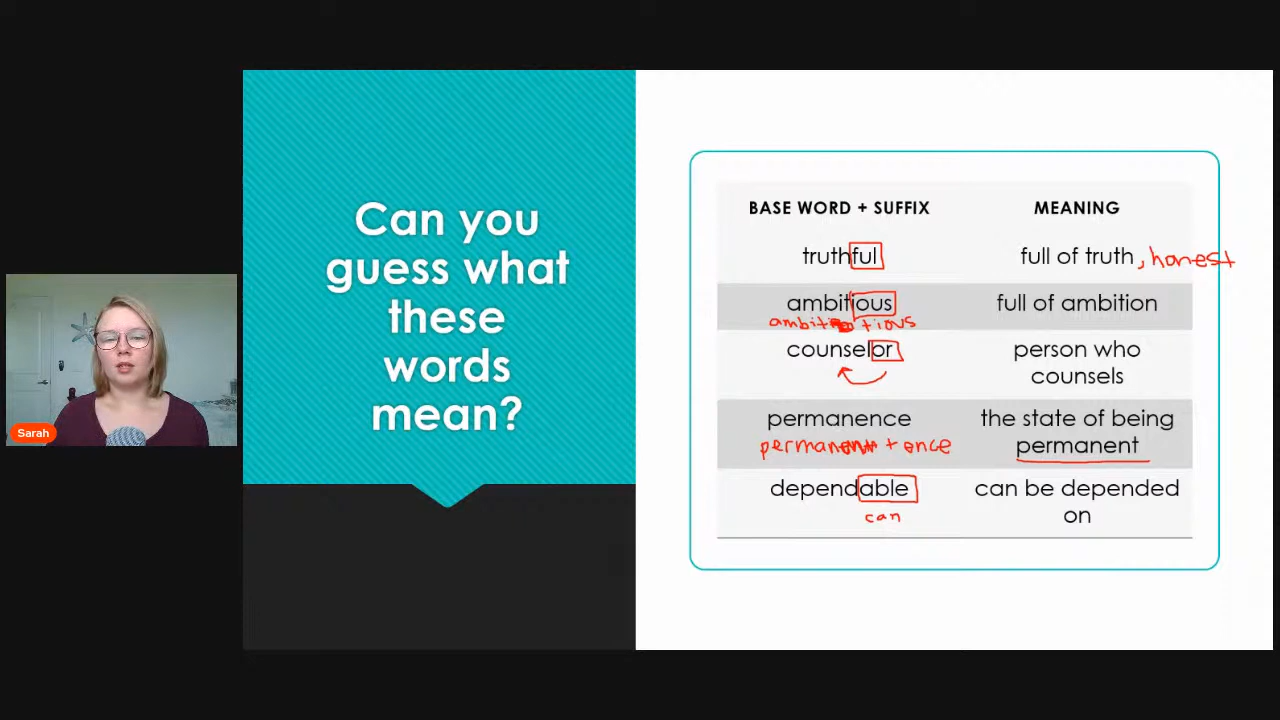 Can you
guess what
these
words
mean?
BASE WORD + SUFFIX MEANING
truthful full of truth, honest
ambitious full of ambition
ambiti tious
counselor person who
counsels
permanence the state of being
permanent
perman + ence
dependable can be depended
on
can
Sarah